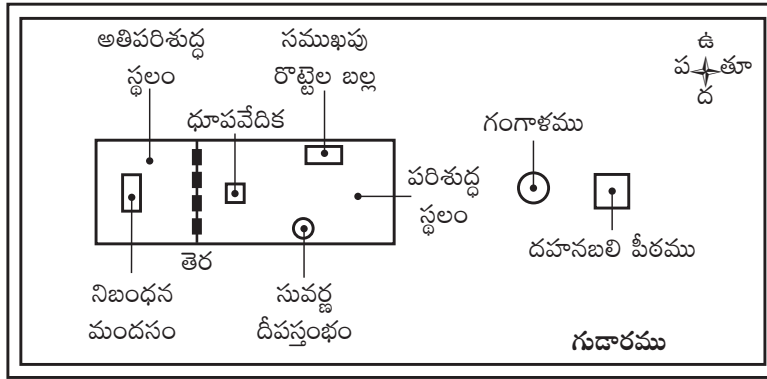 అతిపరిశుద్ధ
స్థలం
సముఖపు
రొట్టెల బల్ల
ఉ
ప తూ
ద
ధూపవేదిక
గంగాళము
పరిశుద్ధ
స్థలం
దహనబలి పీఠము
తెర
నిబంధన
మందసం
సువర్ణ
దీపస్తంభం
గుడారము